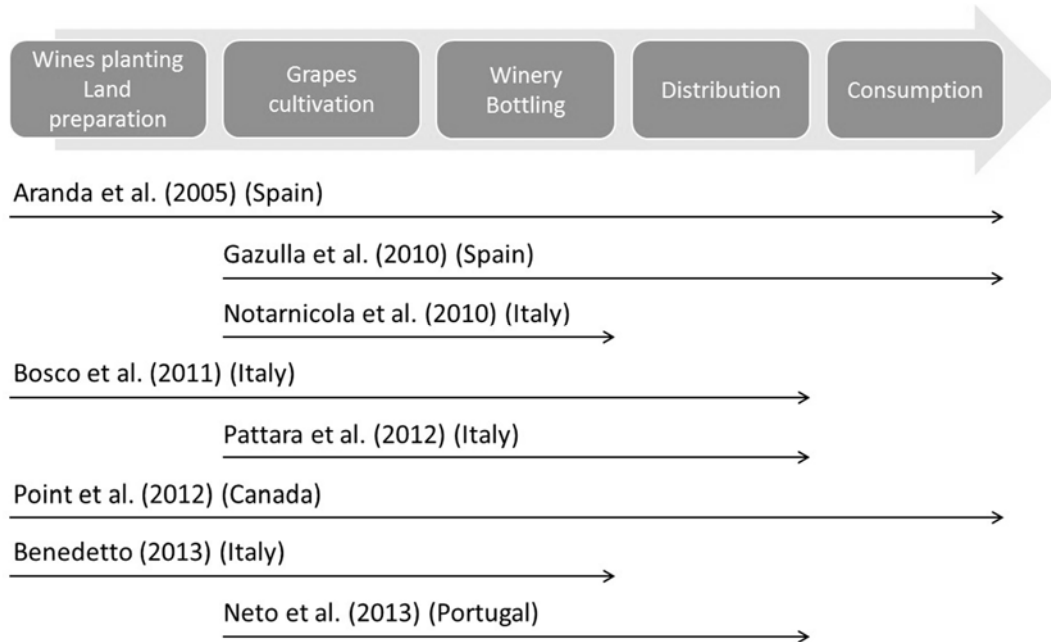 Wines planting
Land
preparation
Grapes
cultivation
Winery
Bottling
Distribution
Consumption
Aranda et al. (2005) (Spain)
Gazulla et al. (2010) (Spain)
Notarnicola et al. (2010) (Italy)
Bosco et al. (2011) (Italy)
Pattara et al. (2012) (Italy)
Point et al. (2012) (Canada)
Benedetto (2013) (Italy)
Neto et al. (2013) (Portugal)